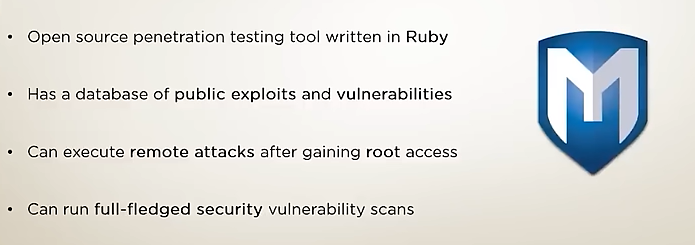 • Open source penetration testing tool written in Ruby
• Has a database of public exploits and vulnerabilities
• Can execute remote attacks after gaining root access
• Can run full-fledged security vulnerability scans
M